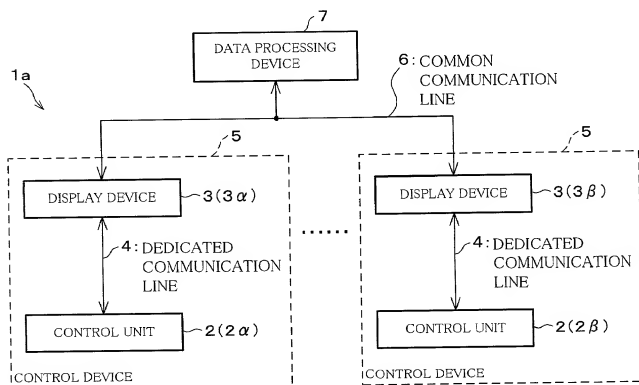 7
DATA PROCESSING
DEVICE
1a
6: COMMON
COMMUNICATION
LINE
5
5
DISPLAY DEVICE
3(3α)
DISPLAY DEVICE
3(3β)
4: DEDICATED
COMMUNICATION
LINE
......
4: DEDICATED
COMMUNICATION
LINE
CONTROL UNIT
2(2α)
CONTROL UNIT
2(2β)
CONTROL DEVICE
CONTROL DEVICE